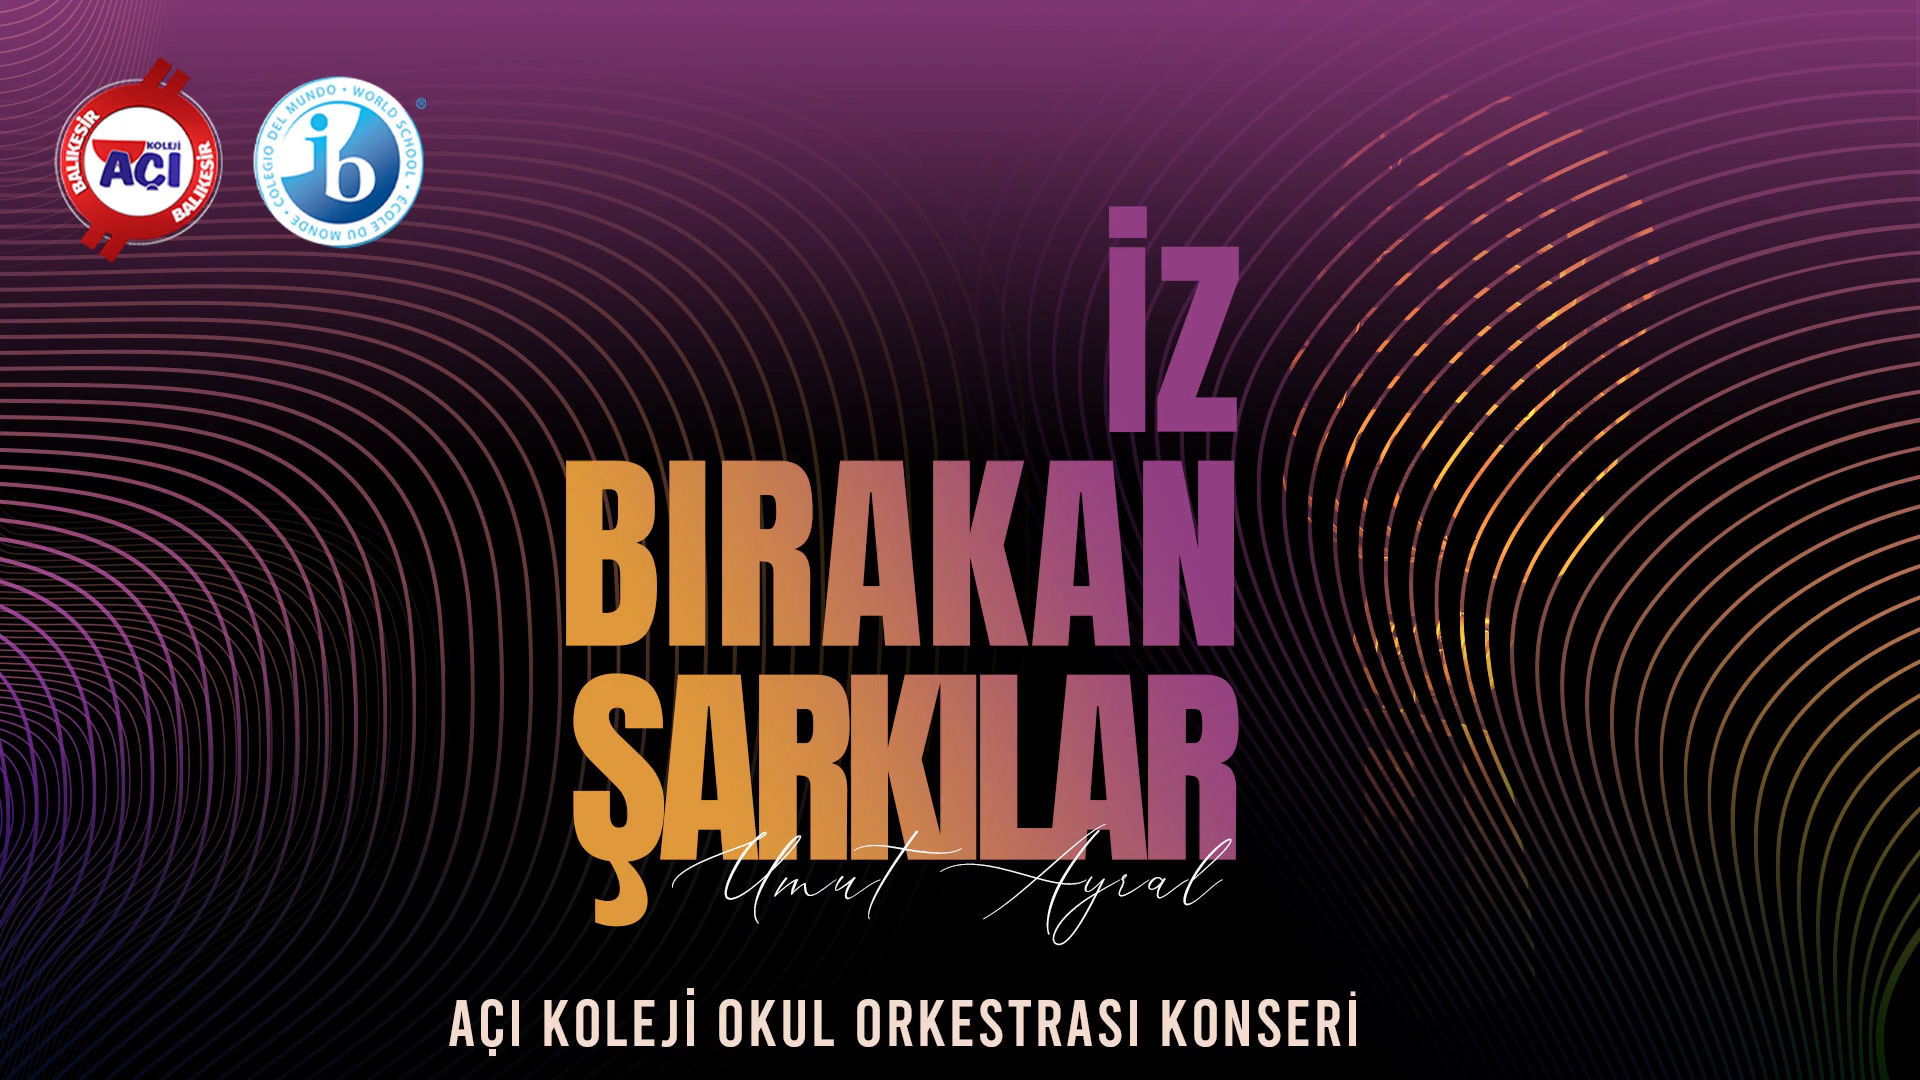 BALIKESİR
KOLEJİ
AÇI
BALIKESİR
COLEGIO DEL MUNDO • WORLD SCHOOL • ÉCOLE DU MONDE •
®
ib
İZ
BIRAKAN
ŞARKILAR
Umut Ayral
AÇI KOLEJİ OKUL ORKESTRASI KONSERİ